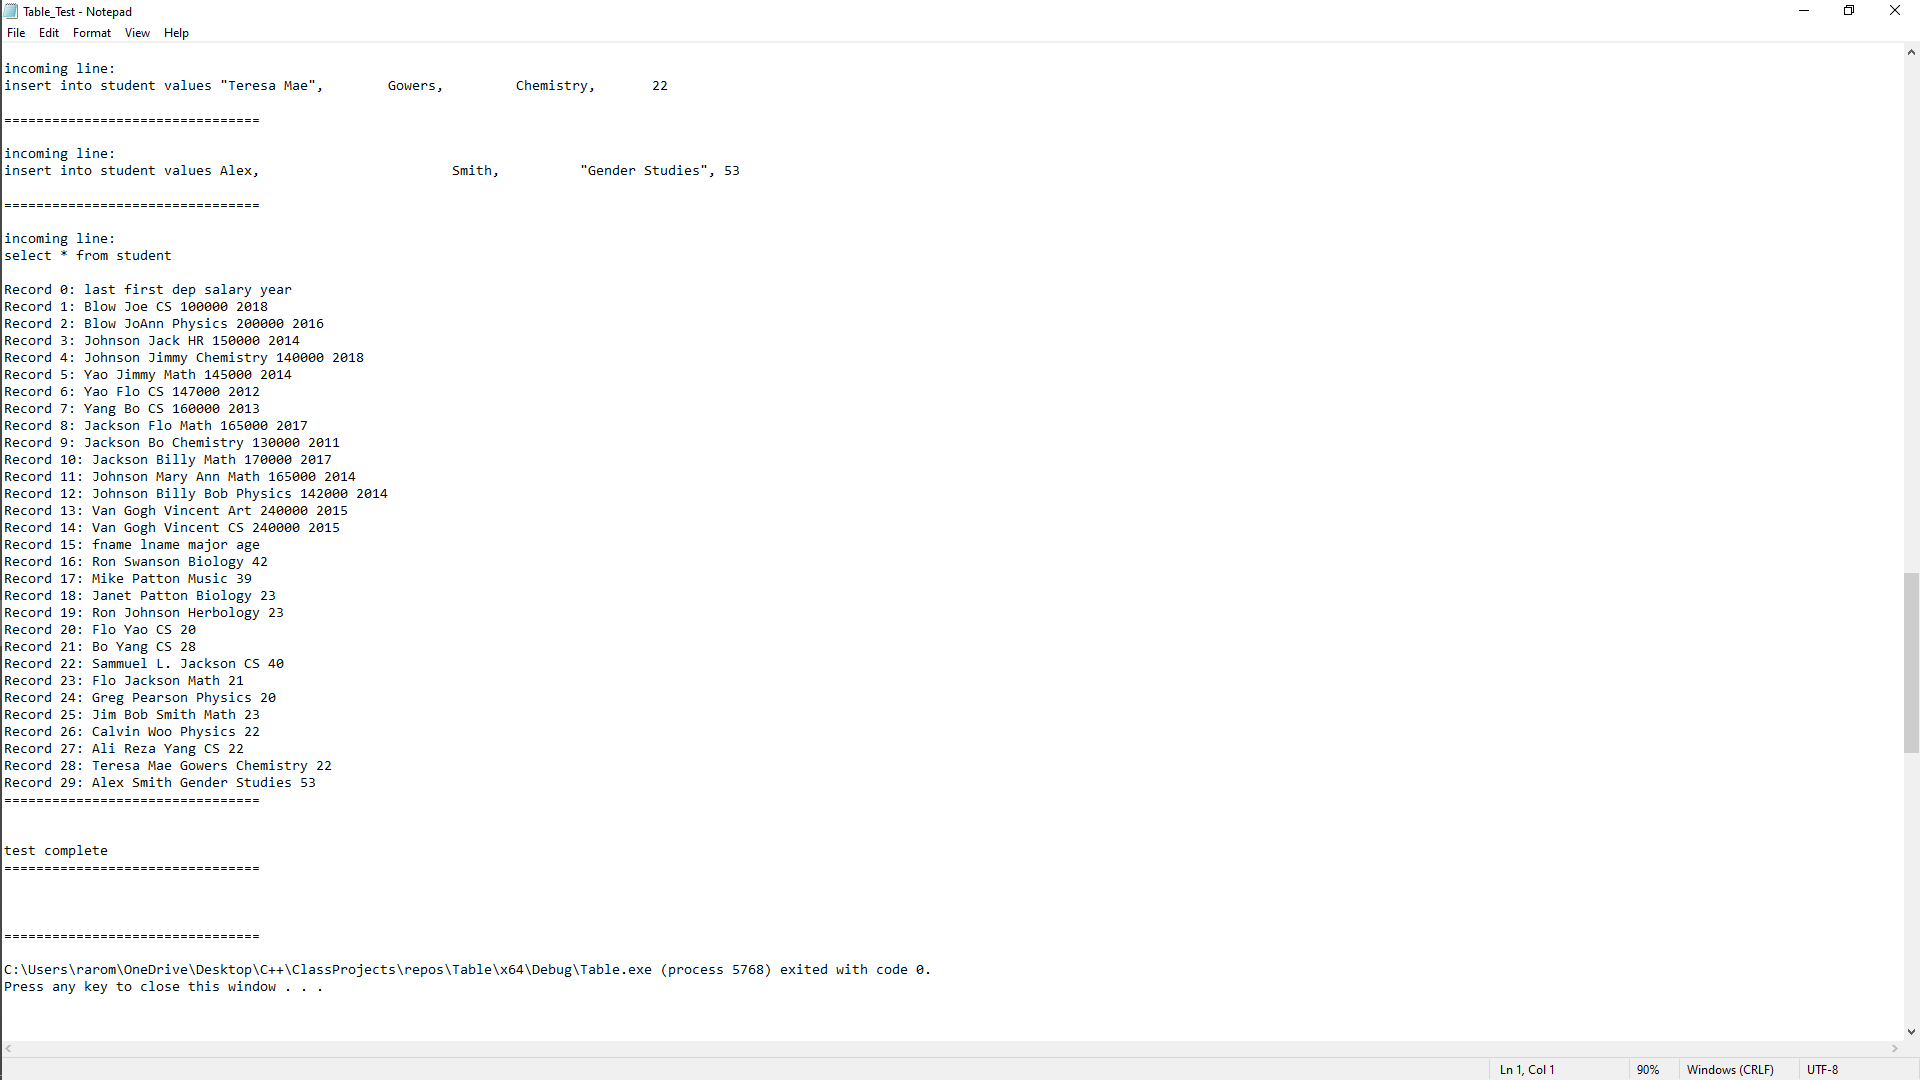 Table_Test - Notepad
File Edit Format View Help
incoming line:
insert into student values "Teresa Mae", Gowers, Chemistry, 22
================================
incoming line:
insert into student values Alex, Smith, "Gender Studies", 53
================================
incoming line:
select * from student
Record 0: last first dep salary year
Record 1: Blow Joe CS 100000 2018
Record 2: Blow JoAnn Physics 200000 2016
Record 3: Johnson Jack HR 150000 2014
Record 4: Johnson Jimmy Chemistry 140000 2018
Record 5: Yao Jimmy Math 145000 2014
Record 6: Yao Flo CS 147000 2012
Record 7: Yang Bo CS 160000 2013
Record 8: Jackson Flo Math 165000 2017
Record 9: Jackson Bo Chemistry 130000 2011
Record 10: Jackson Billy Math 170000 2017
Record 11: Johnson Mary Ann Math 165000 2014
Record 12: Johnson Billy Bob Physics 142000 2014
Record 13: Van Gogh Vincent Art 240000 2015
Record 14: Van Gogh Vincent CS 240000 2015
Record 15: fname lname major age
Record 16: Ron Swanson Biology 42
Record 17: Mike Patton Music 39
Record 18: Janet Patton Biology 23
Record 19: Ron Johnson Herbology 23
Record 20: Flo Yao CS 20
Record 21: Bo Yang CS 28
Record 22: Sammuel L. Jackson CS 40
Record 23: Flo Jackson Math 21
Record 24: Greg Pearson Physics 20
Record 25: Jim Bob Smith Math 23
Record 26: Calvin Woo Physics 22
Record 27: Ali Reza Yang CS 22
Record 28: Teresa Mae Gowers Chemistry 22
Record 29: Alex Smith Gender Studies 53
================================
test complete
================================
================================
C:\Users\rarom\OneDrive\Desktop\C++\ClassProjects\repos\Table\x64\Debug\Table.exe (process 5768) exited with code 0.
Press any key to close this window . . .
Ln 1, Col 1 90% Windows (CRLF) UTF-8